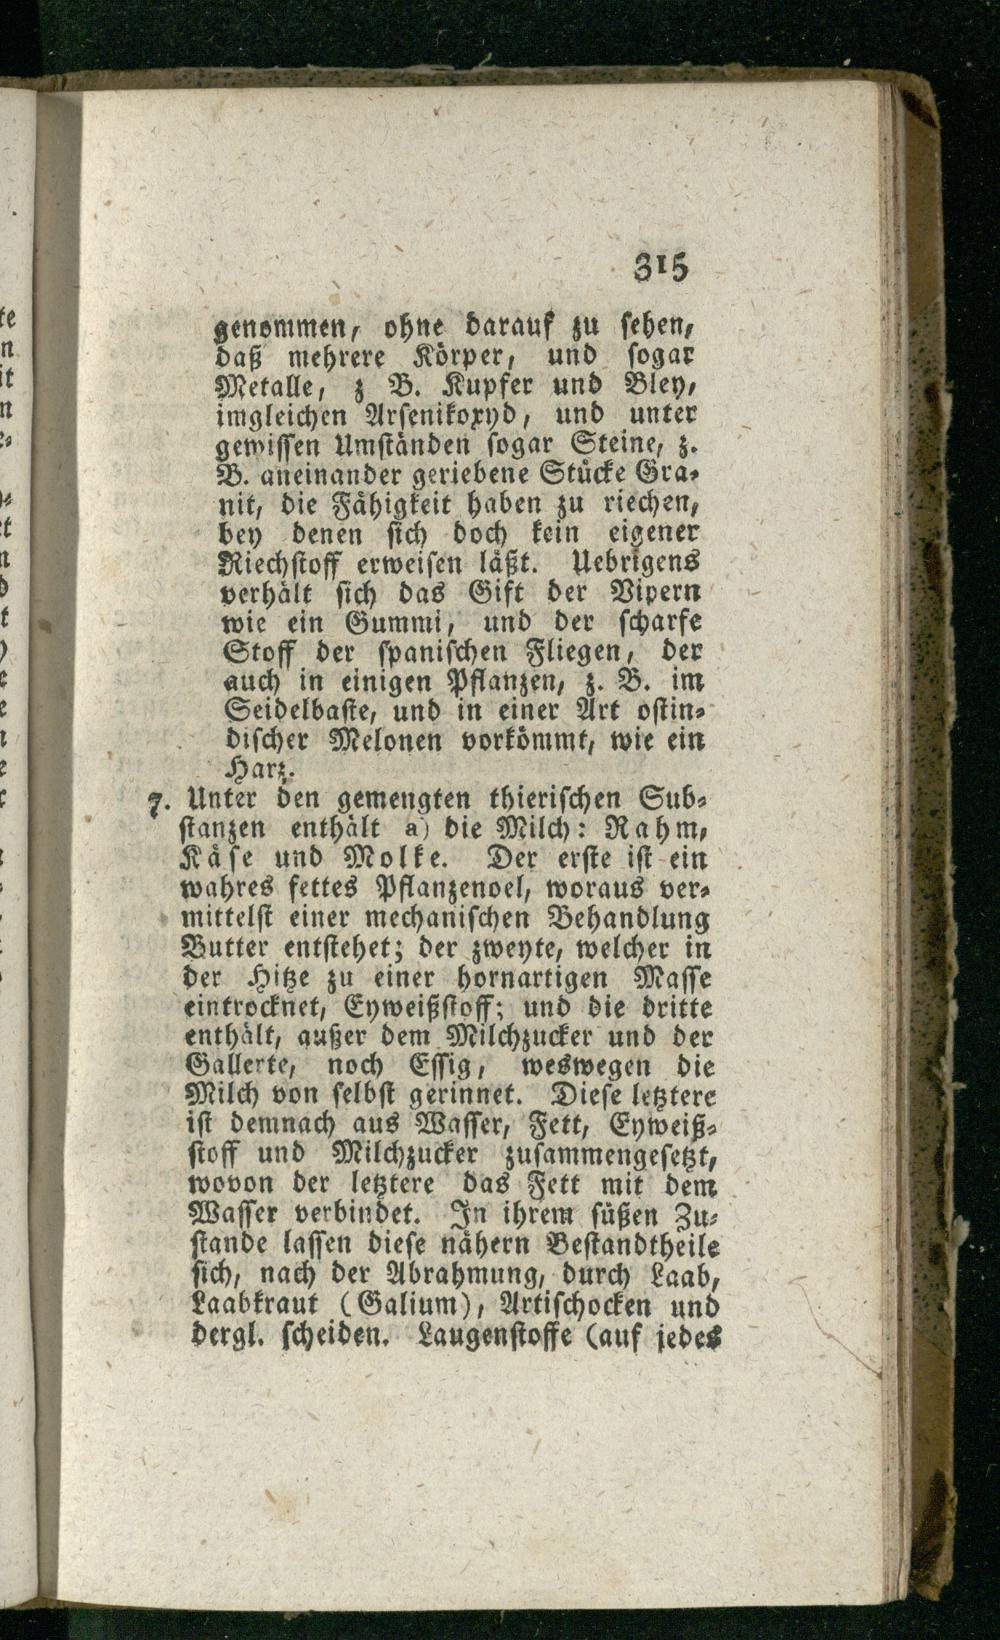 315
genommen, ohne darauf zu sehen,
daß mehrere Körper, und sogar
Metalle, z B. Kupfer und Bley,
imgleichen Arsenikoxyd, und unter
gewissen Umständen sogar Steine, z.
B. aneinander geriebene Stücke Gra-
nit, die Fähigkeit haben zu riechen,
bey denen sich doch kein eigener
Riechstoff erweisen läßt. Uebrigens
verhält sich das Gift der Vipern
wie ein Gummi, und der scharfe
Stoff der spanischen Fliegen, der
auch in einigen Pflanzen, z. B. im
Seidelbaste, und in einer Art ostin-
discher Melonen vorkömmt, wie ein
Harz.
7. Unter den gemengten thierischen Sub-
stanzen enthält a) die Milch: Rahm,
Käse und Molke. Der erste ist ein
wahres fettes Pflanzenoel, woraus ver-
mittelst einer mechanischen Behandlung
Butter entstehet; der zweyte, welcher in
der Hitze zu einer hornartigen Masse
eintrocknet, Eyweißstoff; und die dritte
enthält, außer dem Milchzucker und der
Gallerte, noch Essig, weswegen die
Milch von selbst gerinnet. Diese letztere
ist demnach aus Wasser, Fett, Eyweiß-
stoff und Milchzucker zusammengesetzt,
wovon der letztere das Fett mit dem
Wasser verbindet. In ihrem süßen Zu-
stande lassen diese nähern Bestandtheile
sich, nach der Abrahmung, durch Laab,
Laabkraut (Galium), Artischocken und
dergl. scheiden. Laugenstoffe (auf jedes